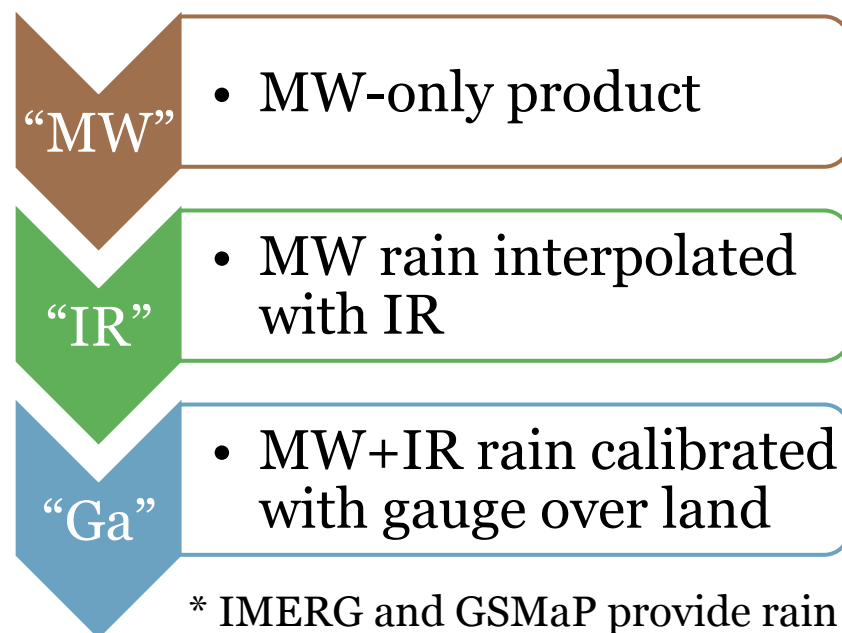 “MW”
• MW-only product
“IR”
• MW rain interpolated
with IR
“Ga”
• MW+IR rain calibrated
with gauge over land
* IMERG and GSMaP provide rain